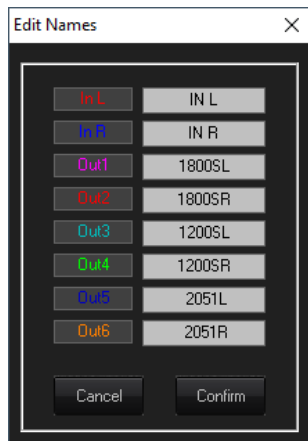 Edit Names
In L IN L
In R IN R
Out1 1800SL
Out2 1800SR
Out3 1200SL
Out4 1200SR
Out5 2051L
Out6 2051R
Cancel Confirm